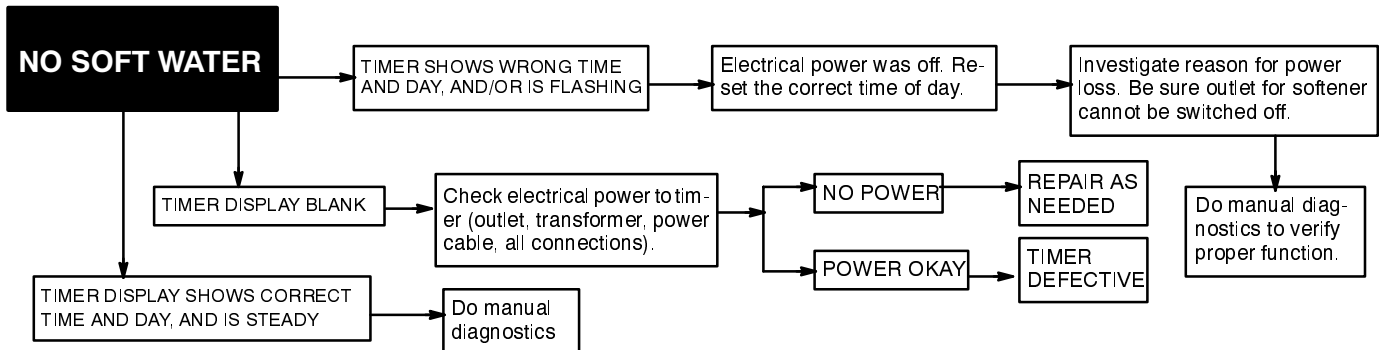 NO SOFT WATER
TIMER SHOWS WRONG TIME
AND DAY, AND/OR IS FLASHING
Electrical power was off. Re-
set the correct time of day.
Investigate reason for power
loss. Be sure outlet for softener
cannot be switched off.
Do manual diag-
nostics to verify
proper function.
TIMER DISPLAY BLANK
Check electrical power to tim-
er (outlet, transformer, power
cable, all connections).
NO POWER
REPAIR AS
NEEDED
POWER OKAY
TIMER
DEFECTIVE
TIMER DISPLAY SHOWS CORRECT
TIME AND DAY, AND IS STEADY
Do manual
diagnostics